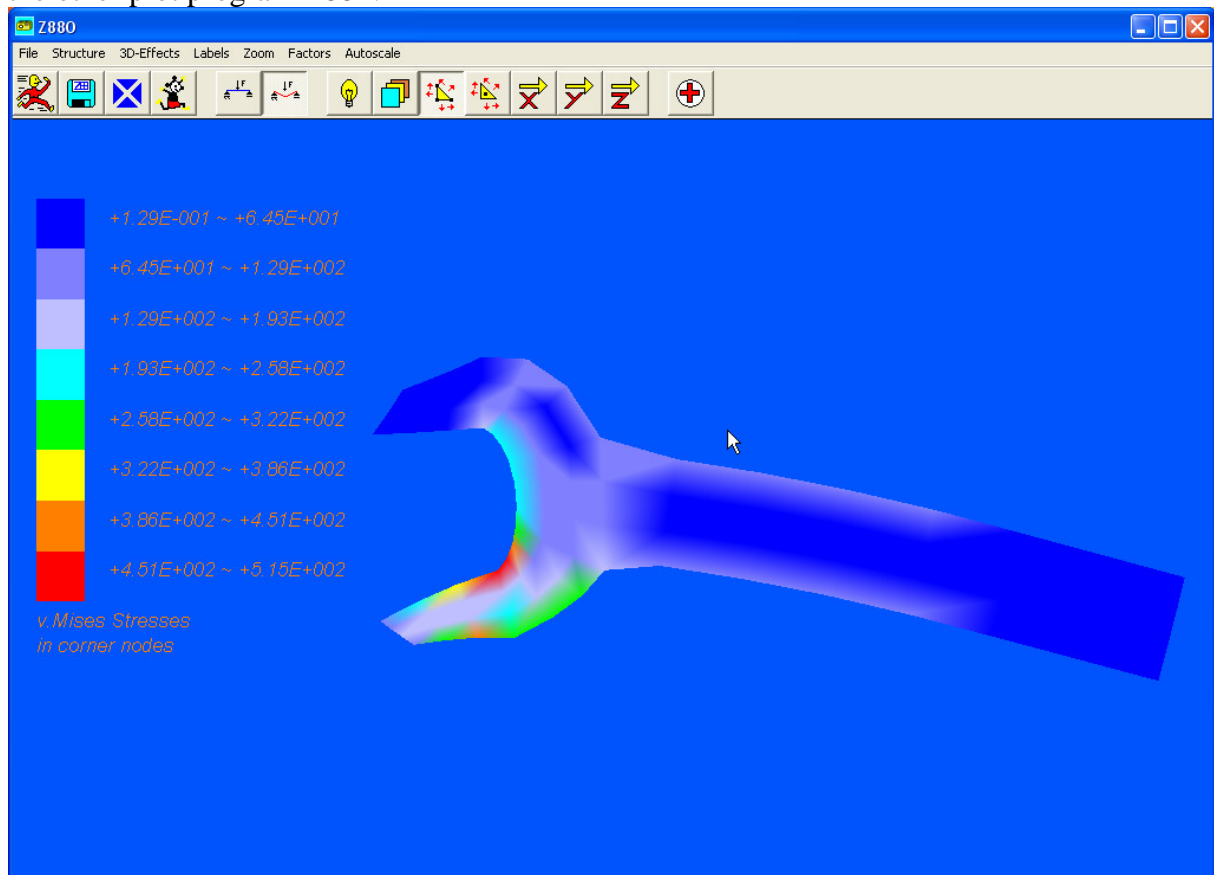 Z88O
File Structure 3D-Effects Labels Zoom Factors Autoscale
X Y Z
+1.29E-001 ~ +6.45E+001
+6.45E+001 ~ +1.29E+002
+1.29E+002 ~ +1.93E+002
+1.93E+002 ~ +2.58E+002
+2.58E+002 ~ +3.22E+002
+3.22E+002 ~ +3.86E+002
+3.86E+002 ~ +4.51E+002
+4.51E+002 ~ +5.15E+002
v.Mises Stresses
in corner nodes